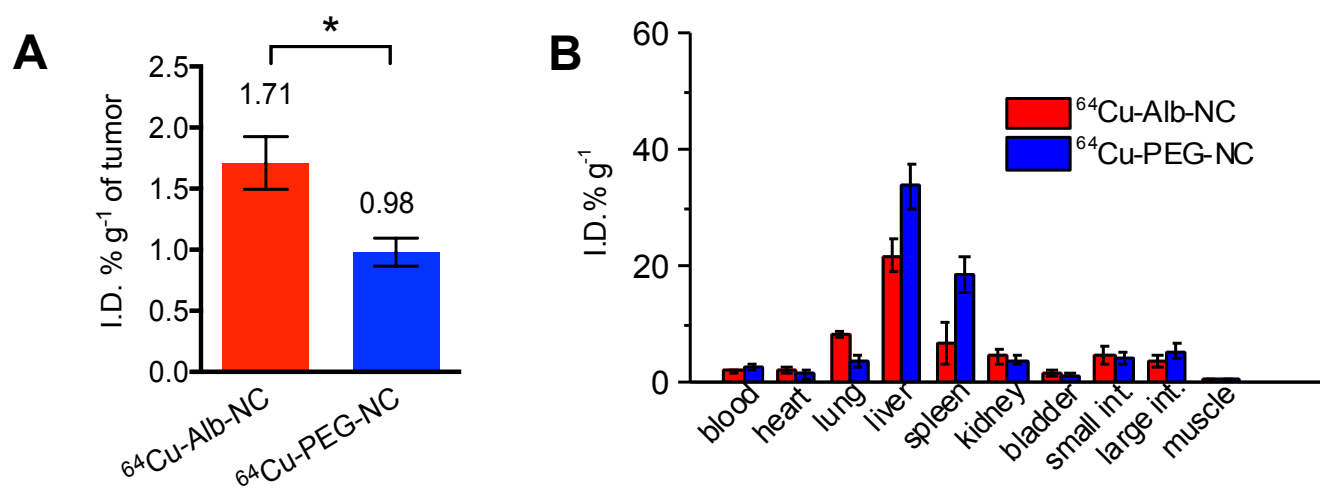 A
*
2.5
2.0
1.5
1.0
0.5
0.0
I.D. % g⁻¹ of tumor
1.71
0.98
⁶⁴Cu-Alb-NC
⁶⁴Cu-PEG-NC
B
60
40
20
0
I.D.% g⁻¹
⁶⁴Cu-Alb-NC
⁶⁴Cu-PEG-NC
blood
heart
lung
liver
spleen
kidney
bladder
small int.
large int.
muscle